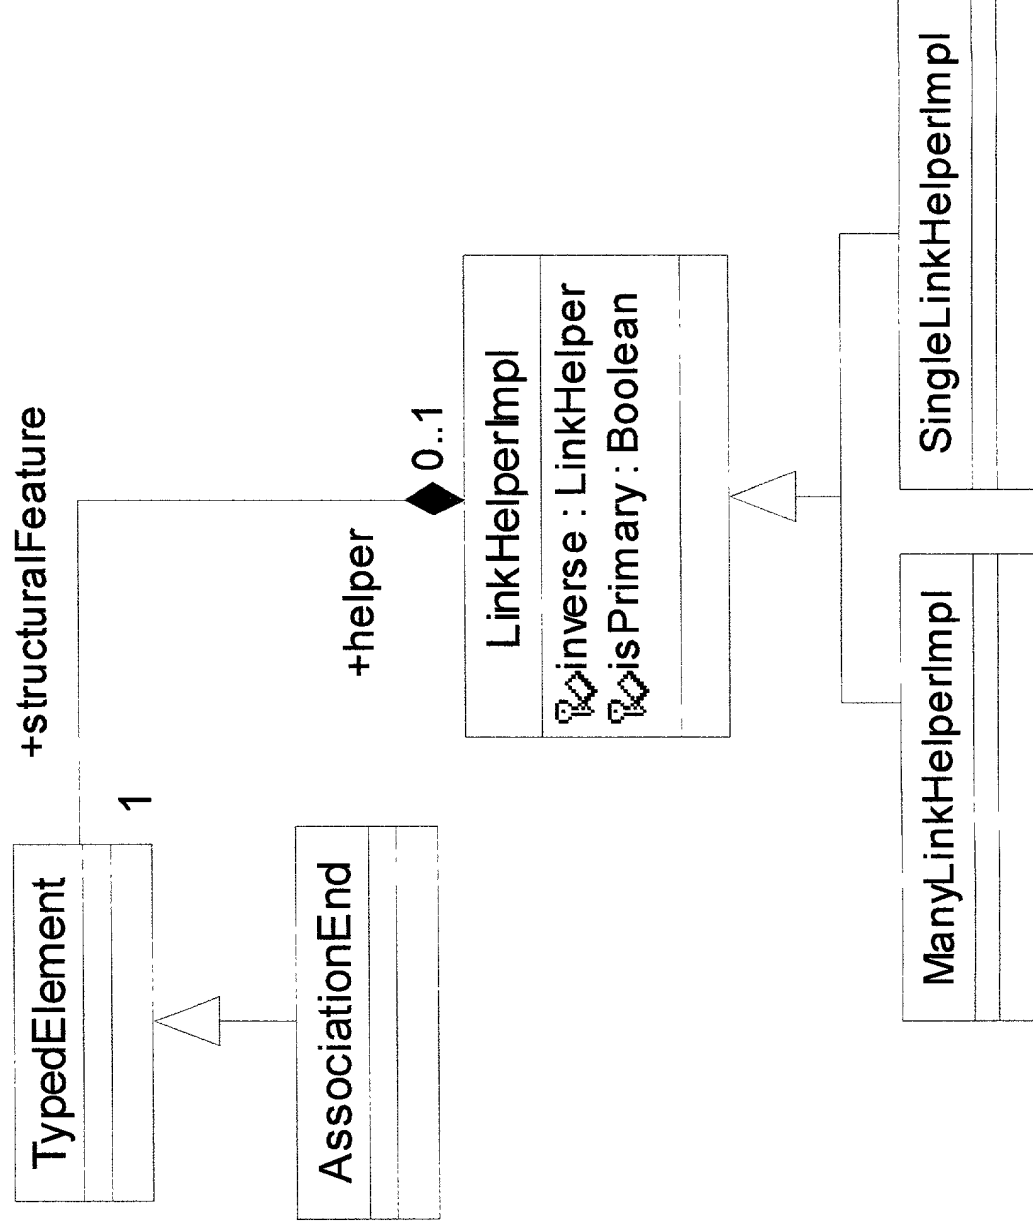 TypedElement
+structuralFeature
1
AssociationEnd
+helper
0..1
LinkHelperImpl
inverse : LinkHelper
isPrimary : Boolean
ManyLinkHelperImpl
SingleLinkHelperImpl